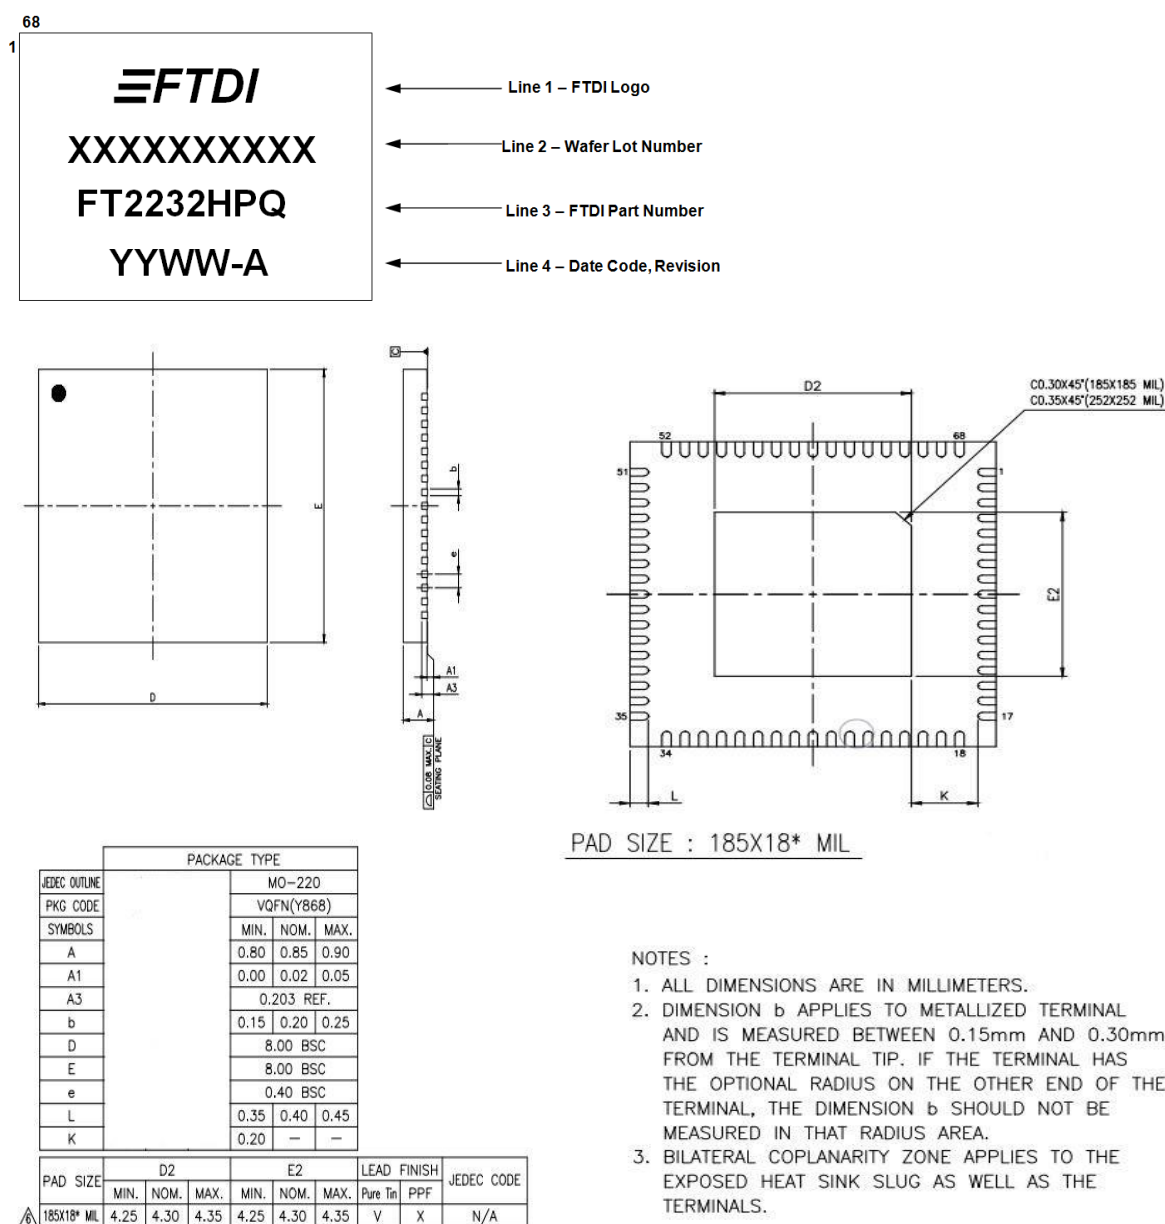 68
1
FTDI
Line 1 – FTDI Logo
XXXXXXXXXX
Line 2 – Wafer Lot Number
FT2232HPQ
Line 3 – FTDI Part Number
YYWW-A
Line 4 – Date Code, Revision
C
D2
C0.30X45°(185X185 MIL)
C0.35X45°(252X252 MIL)
52
68
51
1
b
E
e
E2
A1
A3
A
D
0.08 MAX. C
SEATING PLANE
35
17
34
18
L
K
PAD SIZE : 185X18* MIL
PACKAGE TYPE
JEDEC OUTLINE MO-220
PKG CODE VQFN(Y868)
SYMBOLS MIN. NOM. MAX.
A 0.80 0.85 0.90
A1 0.00 0.02 0.05
A3 0.203 REF.
b 0.15 0.20 0.25
D 8.00 BSC
E 8.00 BSC
e 0.40 BSC
L 0.35 0.40 0.45
K 0.20 — —
PAD SIZE D2 E2 LEAD FINISH JEDEC CODE
MIN. NOM. MAX. MIN. NOM. MAX. Pure Tin PPF
6 185X18* MIL 4.25 4.30 4.35 4.25 4.30 4.35 V X N/A
NOTES :
1. ALL DIMENSIONS ARE IN MILLIMETERS.
2. DIMENSION b APPLIES TO METALLIZED TERMINAL
AND IS MEASURED BETWEEN 0.15mm AND 0.30mm
FROM THE TERMINAL TIP. IF THE TERMINAL HAS
THE OPTIONAL RADIUS ON THE OTHER END OF THE
TERMINAL, THE DIMENSION b SHOULD NOT BE
MEASURED IN THAT RADIUS AREA.
3. BILATERAL COPLANARITY ZONE APPLIES TO THE
EXPOSED HEAT SINK SLUG AS WELL AS THE
TERMINALS.